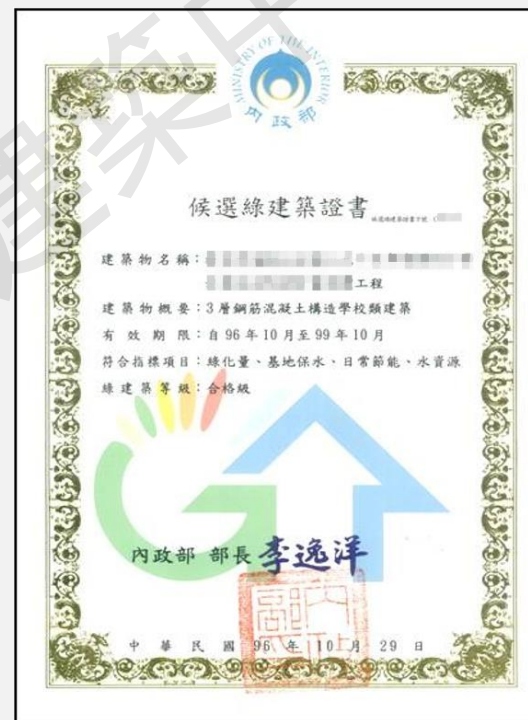 MINISTRY OF THE INTERIOR
內政部
候選綠建築證書
建築物名稱：
工程
建築物概要：3層鋼筋混凝土構造學校類建築
有效期限：自96年10月至99年10月
符合指標項目：綠化量、基地保水、日常節能、水資源
綠建築等級：合格級
內政部 部長 李逸洋
中華民國 96 年 10 月 29 日